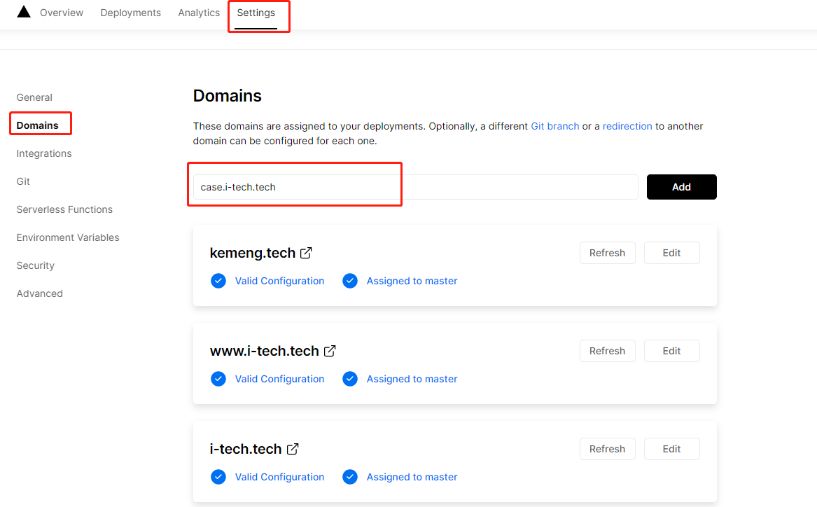 Overview Deployments Analytics Settings
General
Domains
Integrations
Git
Serverless Functions
Environment Variables
Security
Advanced
Domains
These domains are assigned to your deployments. Optionally, a different Git branch or a redirection to another
domain can be configured for each one.
case.i-tech.tech Add
kemeng.tech Refresh Edit
Valid Configuration Assigned to master
www.i-tech.tech Refresh Edit
Valid Configuration Assigned to master
i-tech.tech Refresh Edit
Valid Configuration Assigned to master